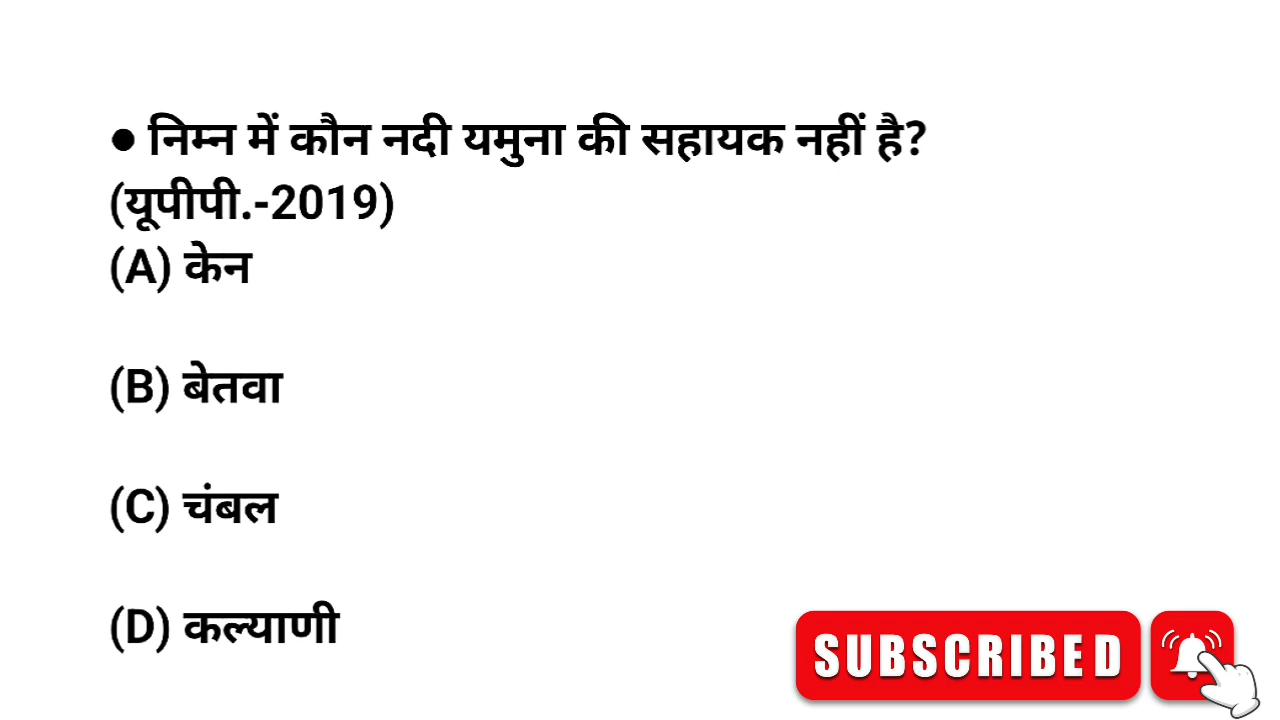 ● निम्न में कौन नदी यमुना की सहायक नहीं है?
(यूपीपी.-2019)
(A) केन
(B) बेतवा
(C) चंबल
(D) कल्याणी
SUBSCRIBED